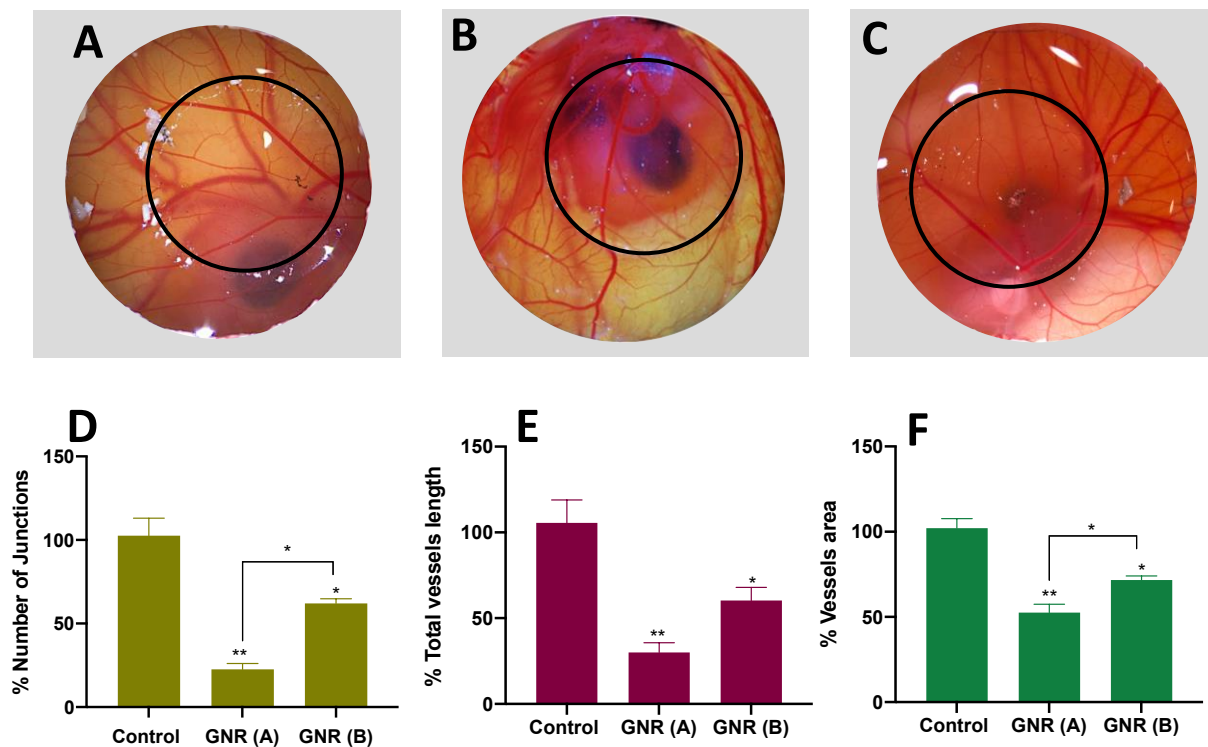 A
B
C
D
% Number of Junctions
150
100
50
0
**
*
*
Control
GNR (A)
GNR (B)
E
% Total vessels length
150
100
50
0
**
*
Control
GNR (A)
GNR (B)
F
% Vessels area
150
100
50
0
**
*
*
Control
GNR (A)
GNR (B)